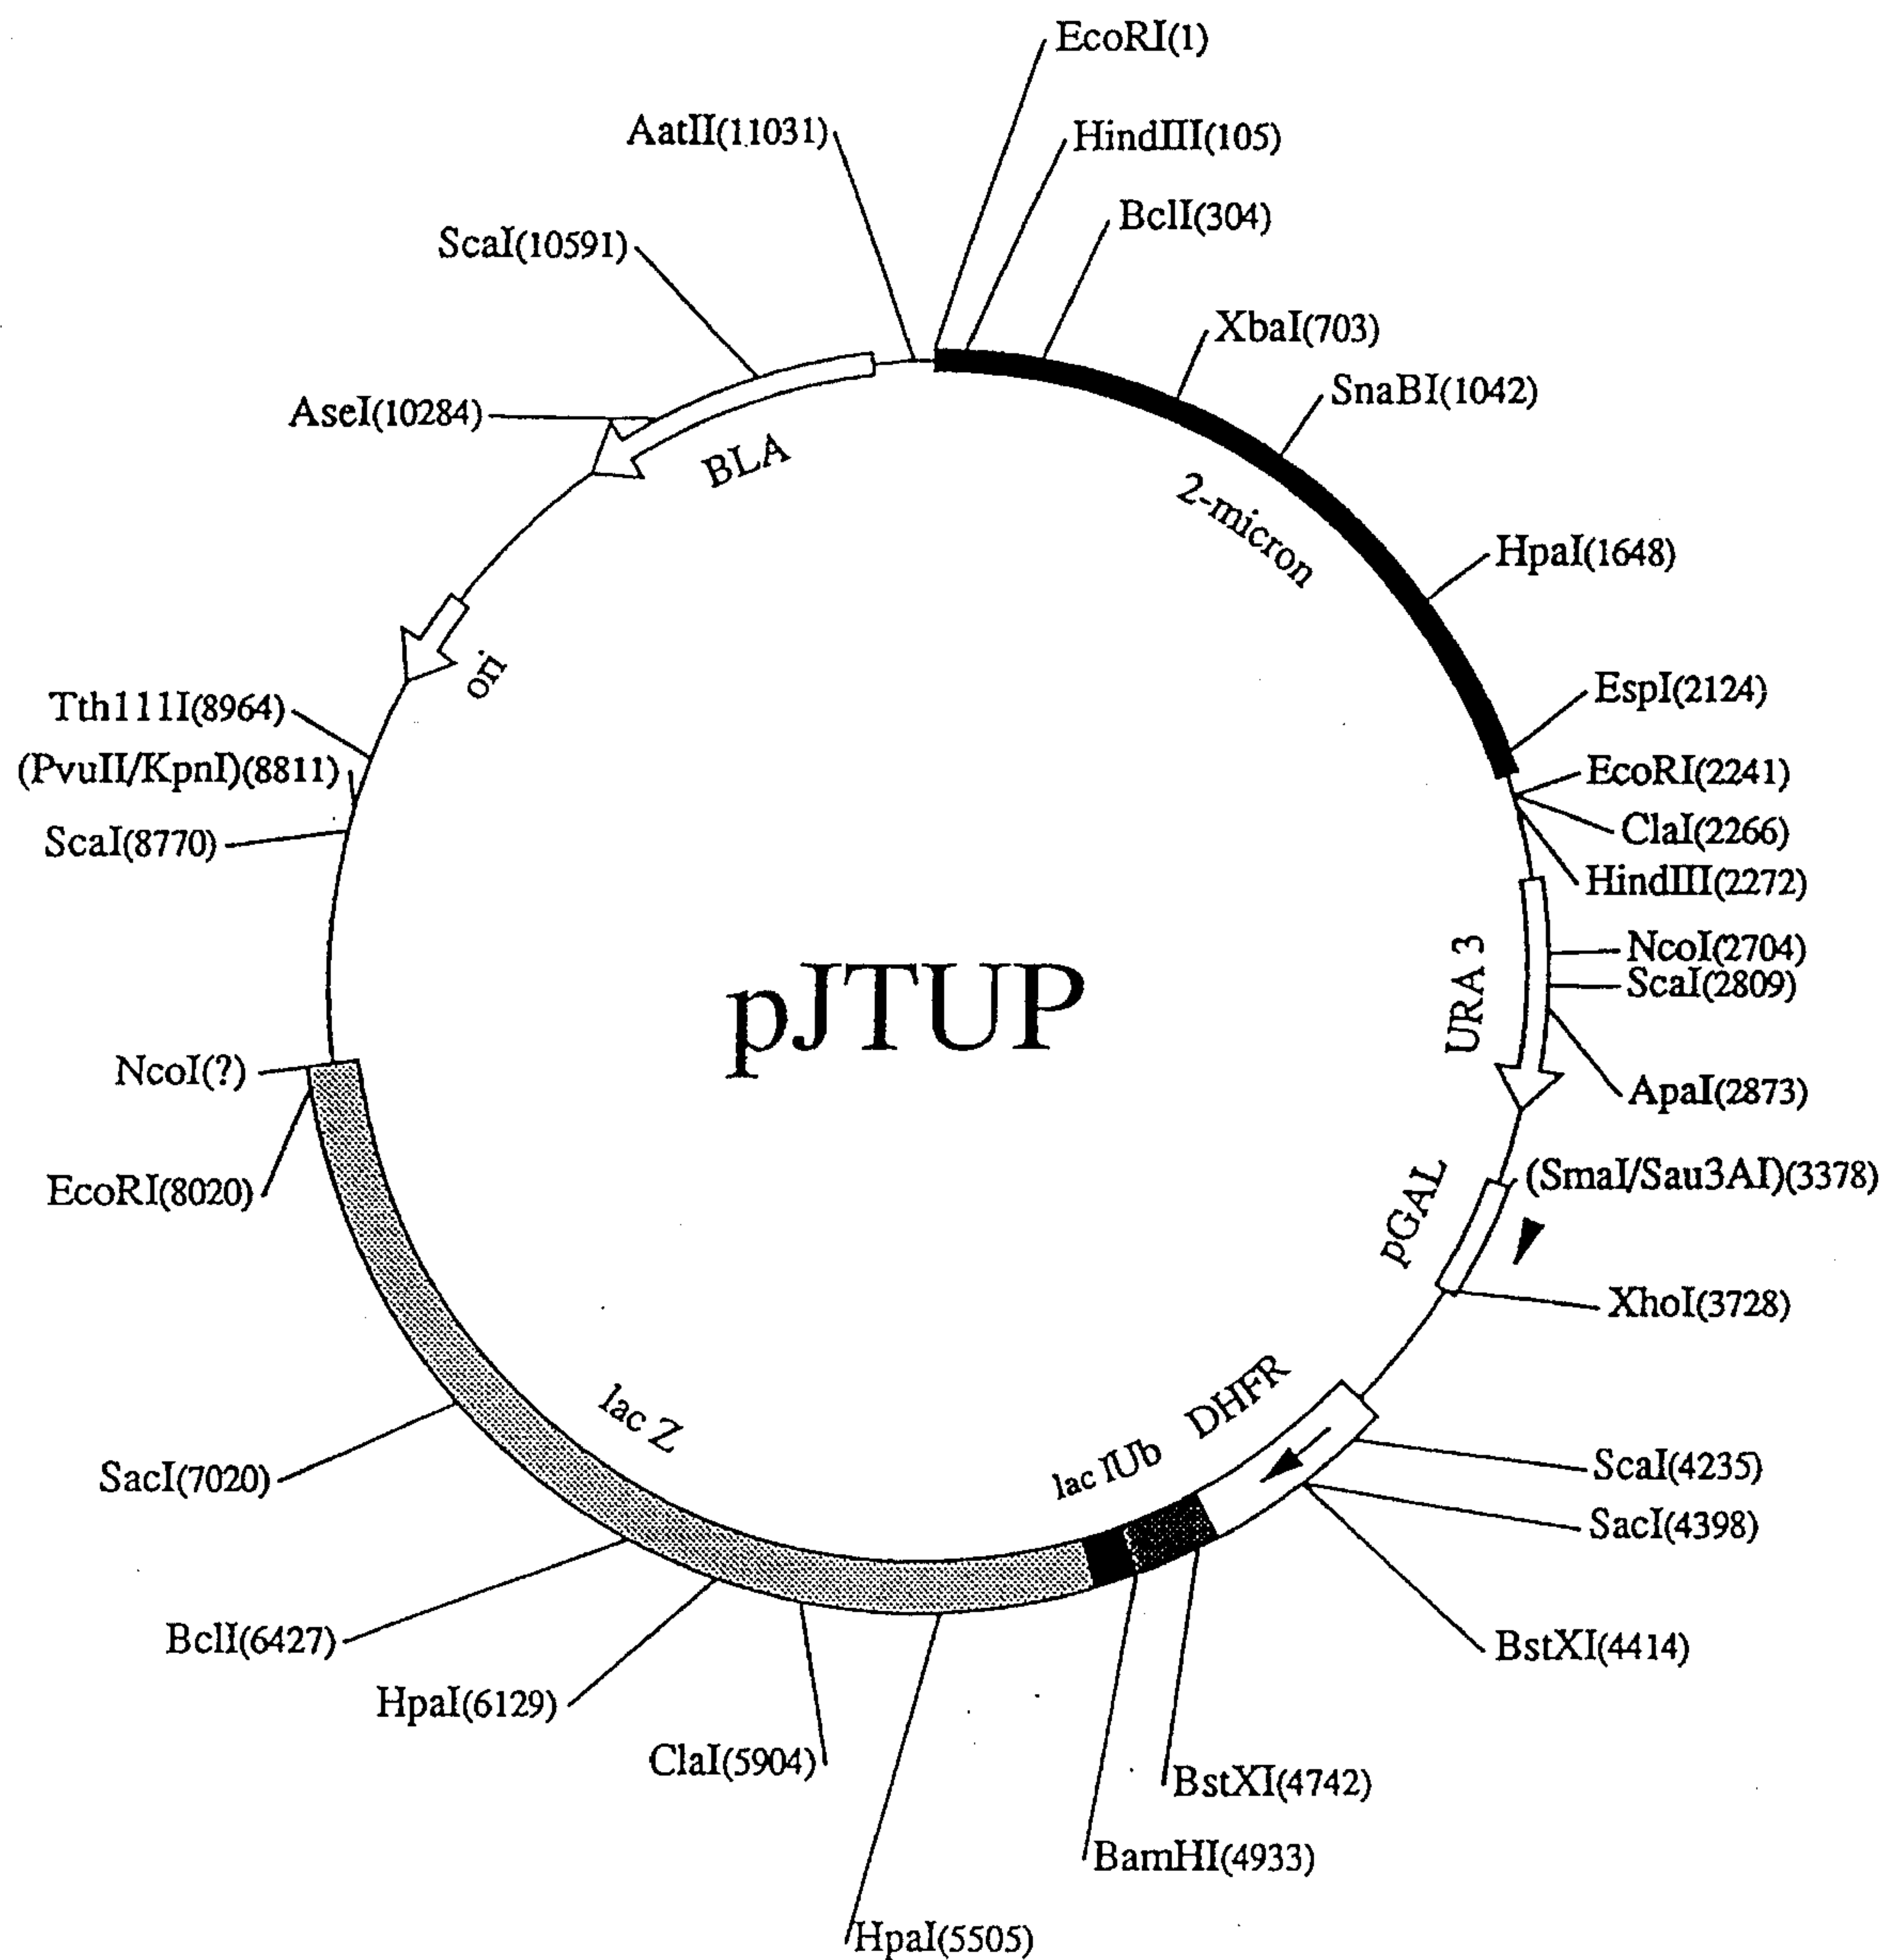 EcoRI(1)
AatII(11031)
HindIII(105)
BclI(304)
ScaI(10591)
XbaI(703)
SnaBI(1042)
AseI(10284)
BLA
2-micron
HpaI(1648)
ori
EspI(2124)
Tth111I(8964)
(PvuII/KpnI)(8811)
EcoRI(2241)
ScaI(8770)
ClaI(2266)
HindIII(2272)
URA 3
NcoI(2704)
ScaI(2809)
pJTUP
NcoI(?)
ApaI(2873)
EcoRI(8020)
pGAL
(SmaI/Sau3AI)(3378)
XhoI(3728)
lac Z
lac I
Ub
DHFR
SacI(7020)
ScaI(4235)
SacI(4398)
BclI(6427)
BstXI(4414)
HpaI(6129)
ClaI(5904)
BstXI(4742)
BamHI(4933)
HpaI(5505)